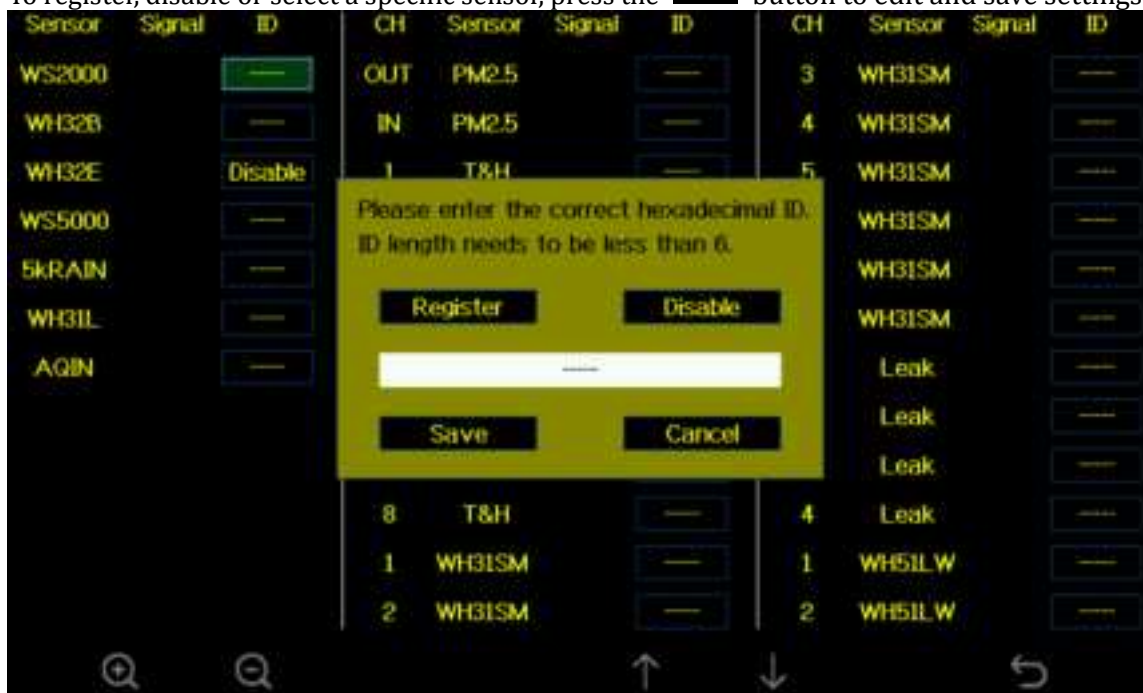 To register, disable or select a specific sensor, press the button to edit and save settings
Sensor Signal ID CH Sensor Signal ID CH Sensor Signal ID
WS2000 ---- OUT PM2.5 ---- 3 WH31SM ----
WH32B ---- IN PM2.5 ---- 4 WH31SM ----
WH32E Disable 1 T&H ---- 5 WH31SM ----
Please enter the correct hexadecimal ID.
ID length needs to be less than 6.
WS5000 ---- WH31SM ----
5kRAIN ---- WH31SM ----
Register Disable
WH31L ---- WH31SM ----
AQIN ---- ---- Leak ----
Save Cancel
Leak ----
Leak ----
8 T&H ---- 4 Leak ----
1 WH31SM ---- 1 WH51LW ----
2 WH31SM ---- 2 WH51LW ----